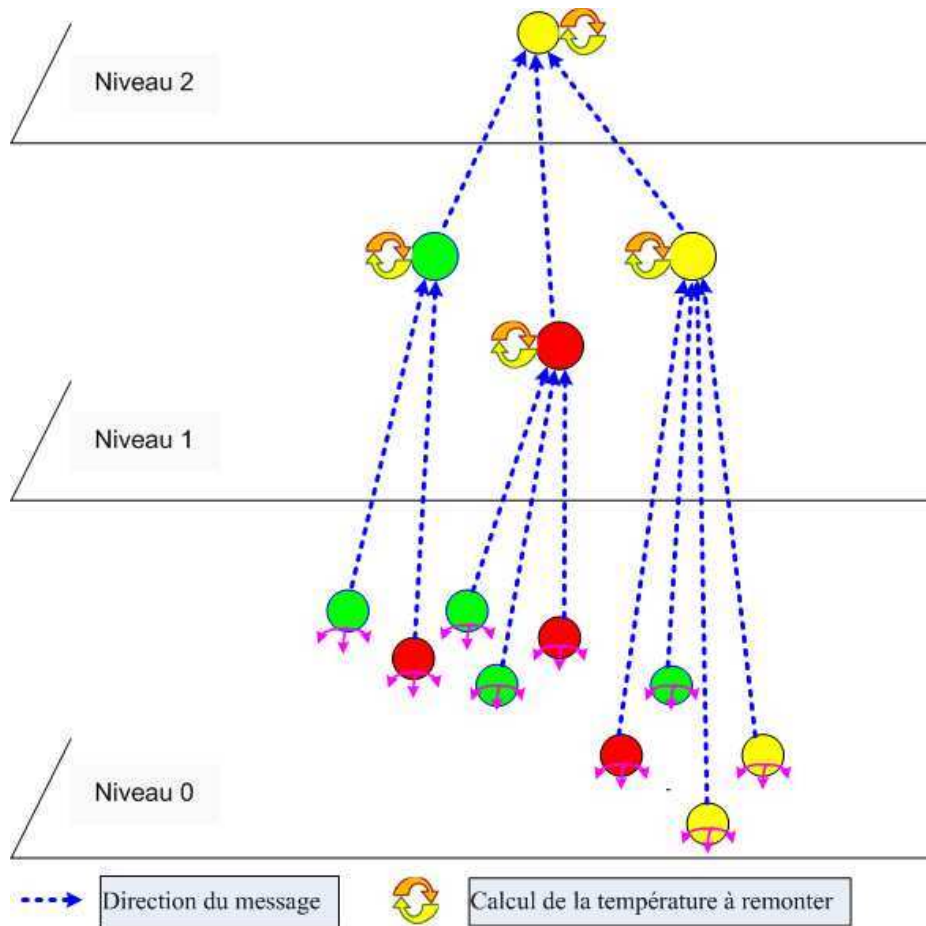 Niveau 2
Niveau 1
Niveau 0
Direction du message
Calcul de la température à remonter